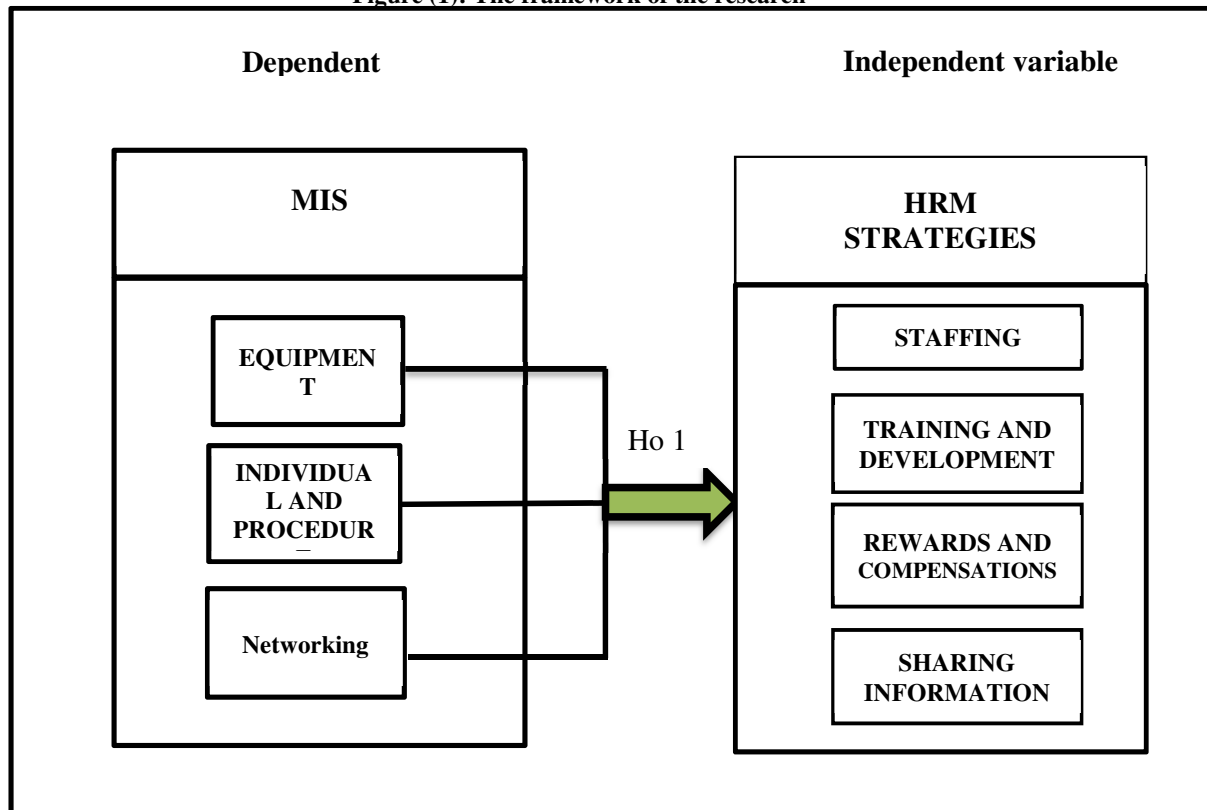 Figure (1): The framework of the research
Dependent
Independent variable
MIS
HRM
STRATEGIES
EQUIPMEN
T
INDIVIDUA
L AND
PROCEDUR
Networking
Ho 1
STAFFING
TRAINING AND
DEVELOPMENT
REWARDS AND
COMPENSATIONS
SHARING
INFORMATION